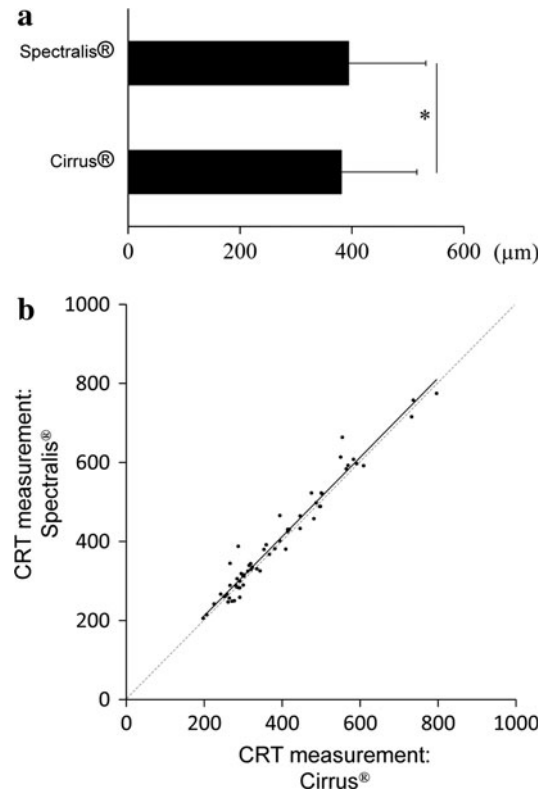 a
Spectralis®
*
Cirrus®
0 200 400 600 (μm)
b
1000
800
600
400
200
0
CRT measurement:
Spectralis®
0 200 400 600 800 1000
CRT measurement:
Cirrus®